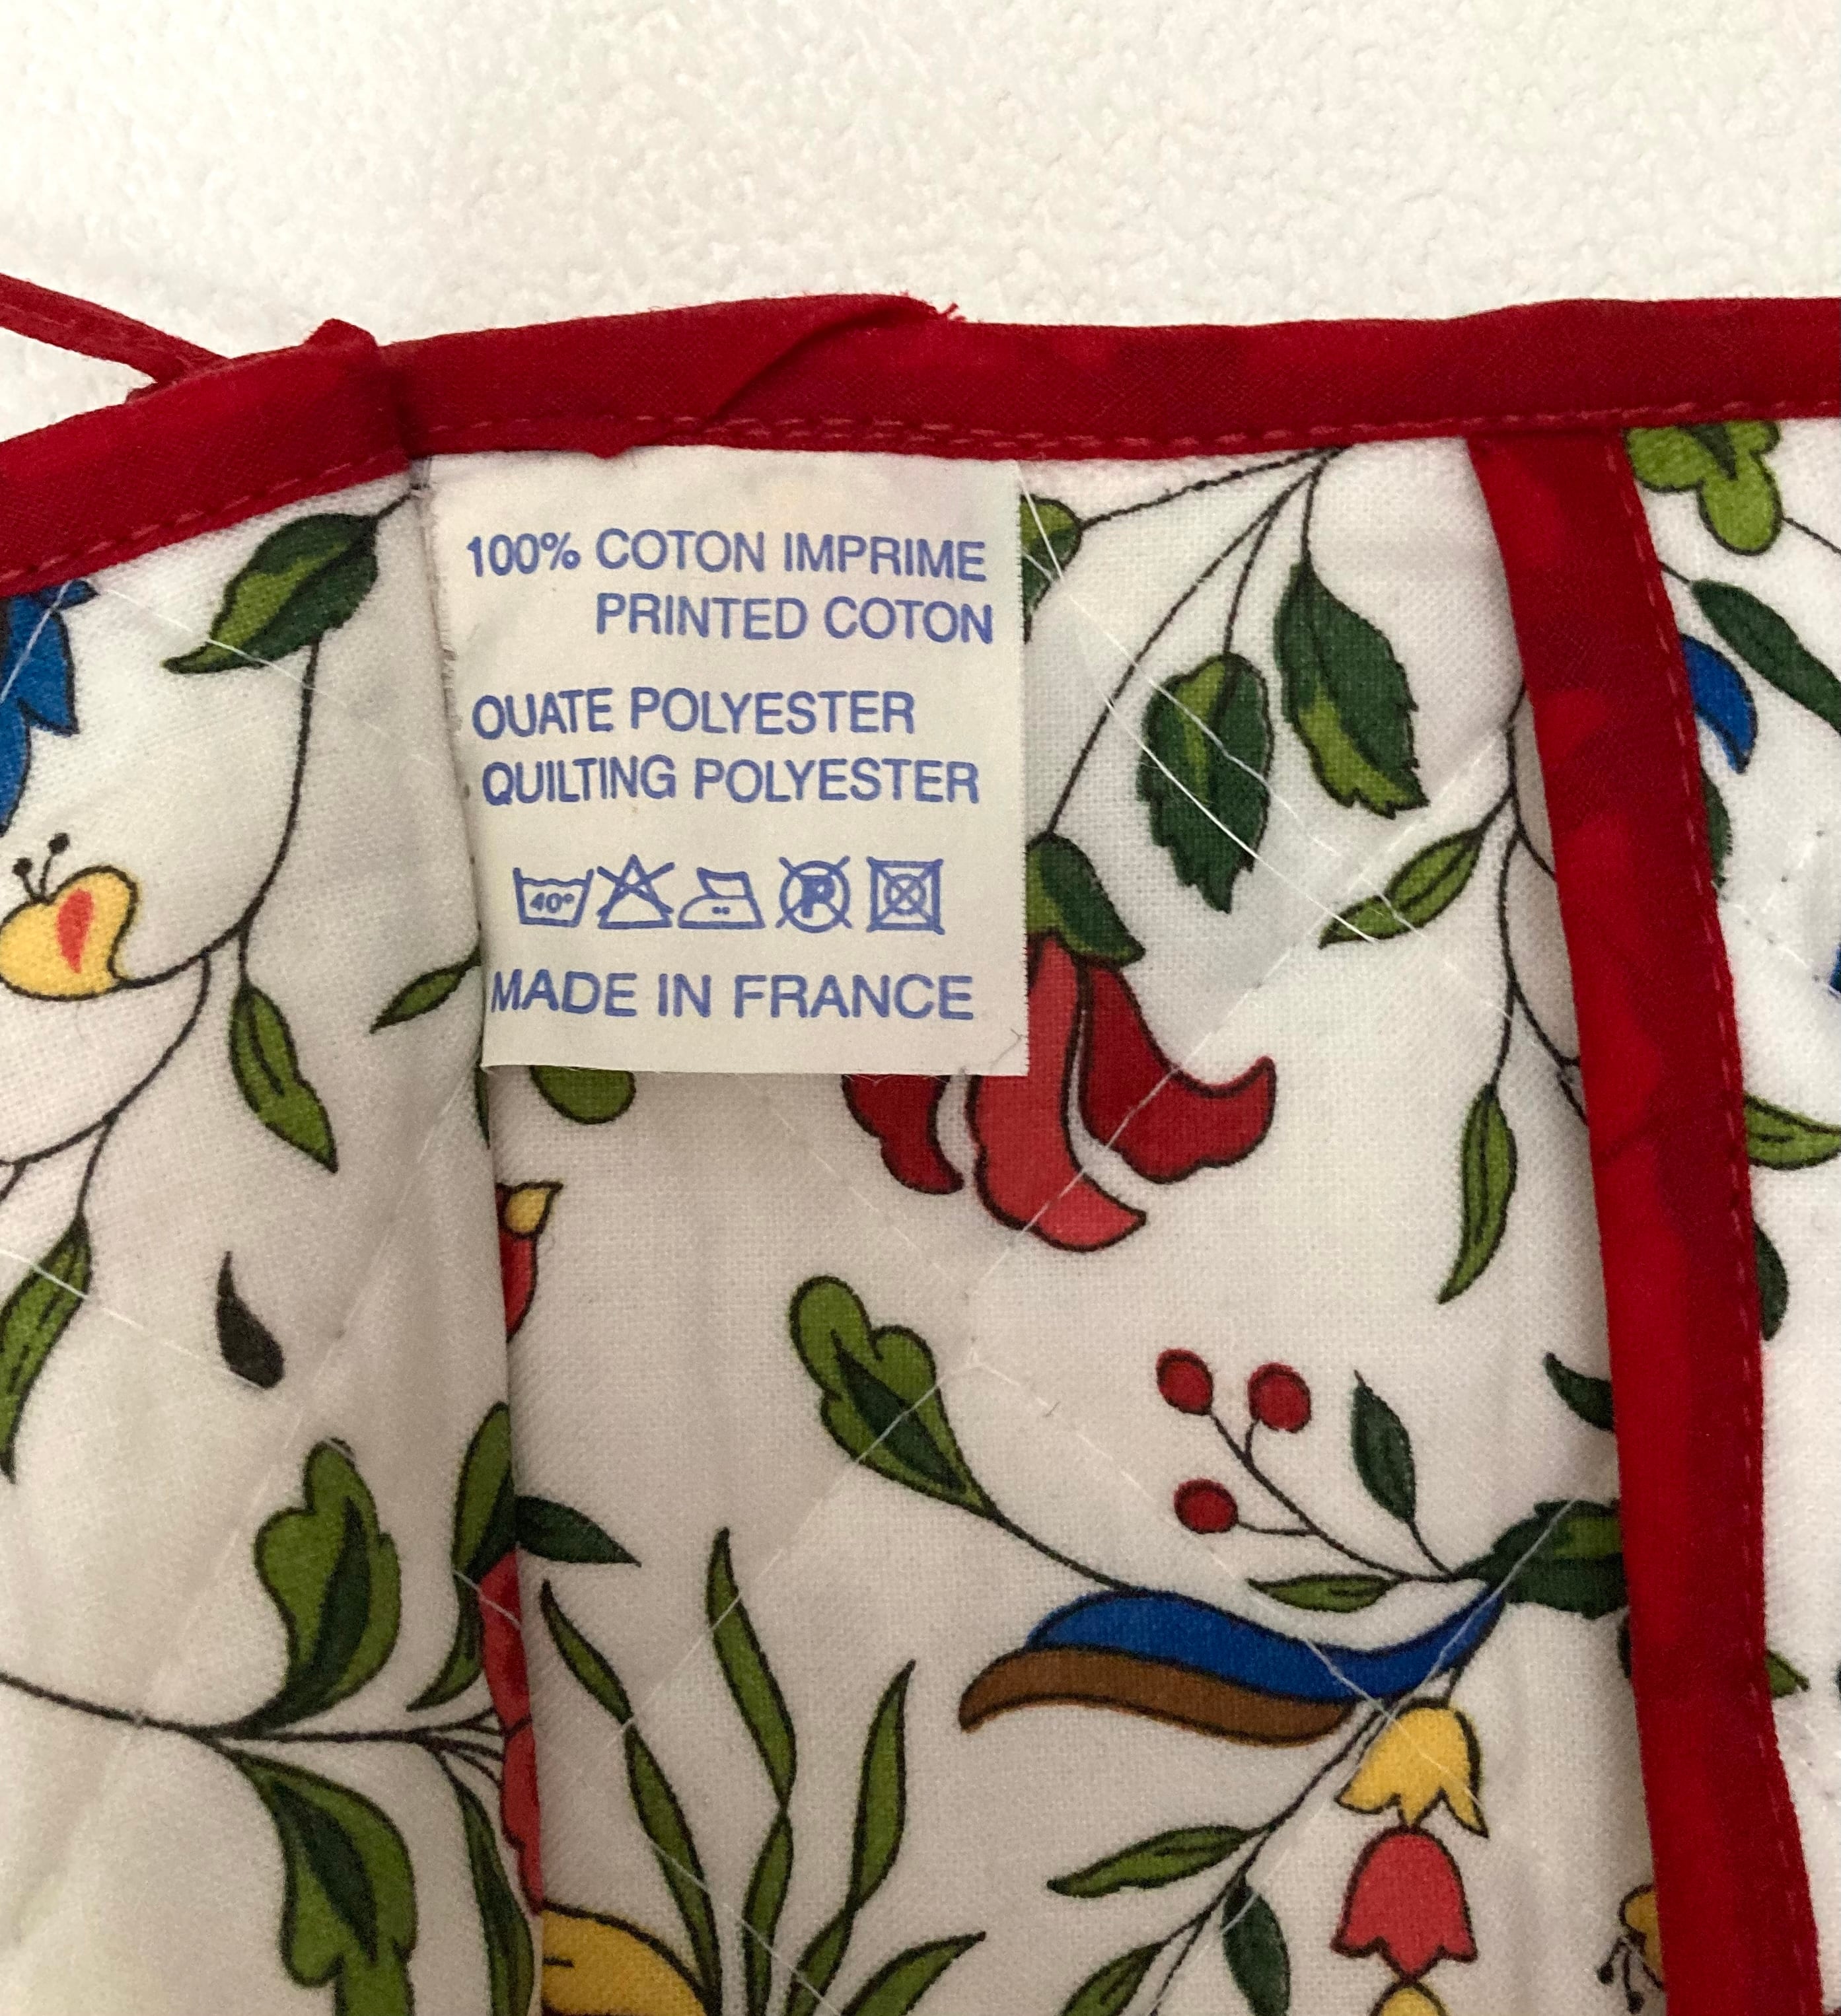 100% COTON IMPRIME
PRINTED COTON
OUATE POLYESTER
QUILTING POLYESTER
40° P
MADE IN FRANCE